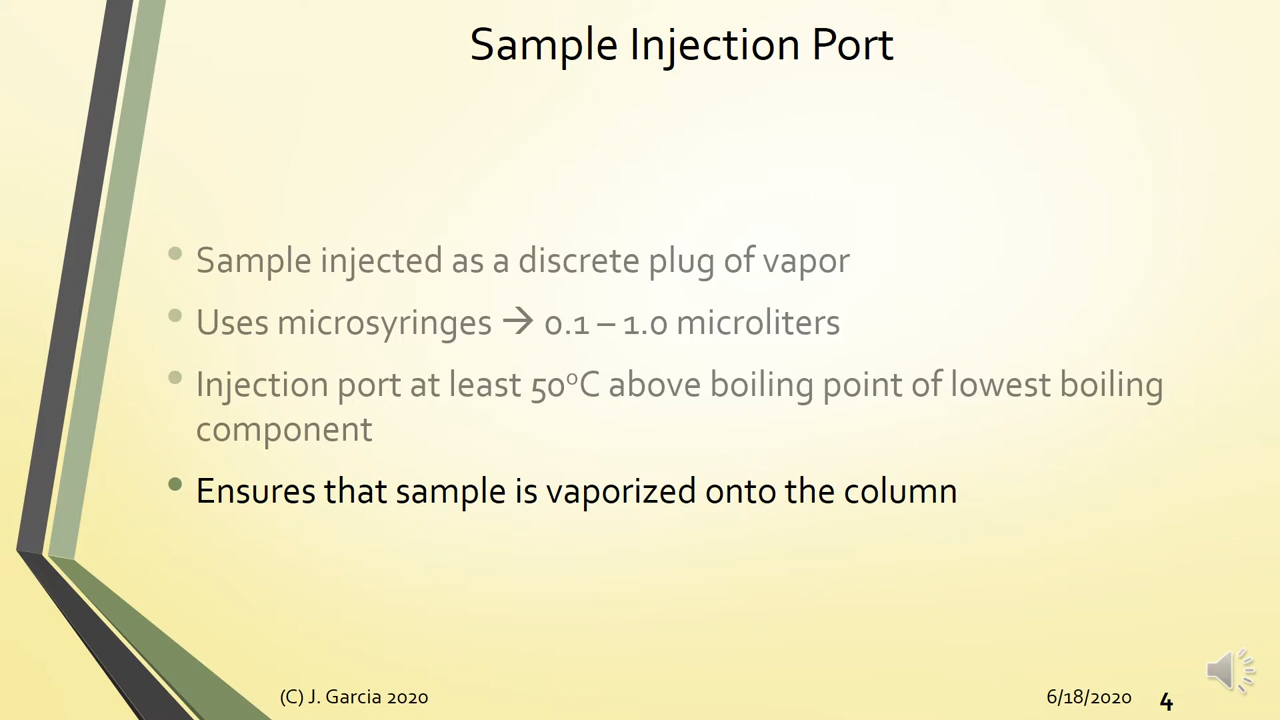 Sample Injection Port
• Sample injected as a discrete plug of vapor
• Uses microsyringes → 0.1 – 1.0 microliters
• Injection port at least 50⁰C above boiling point of lowest boiling
component
• Ensures that sample is vaporized onto the column
(C) J. Garcia 2020
6/18/2020
4